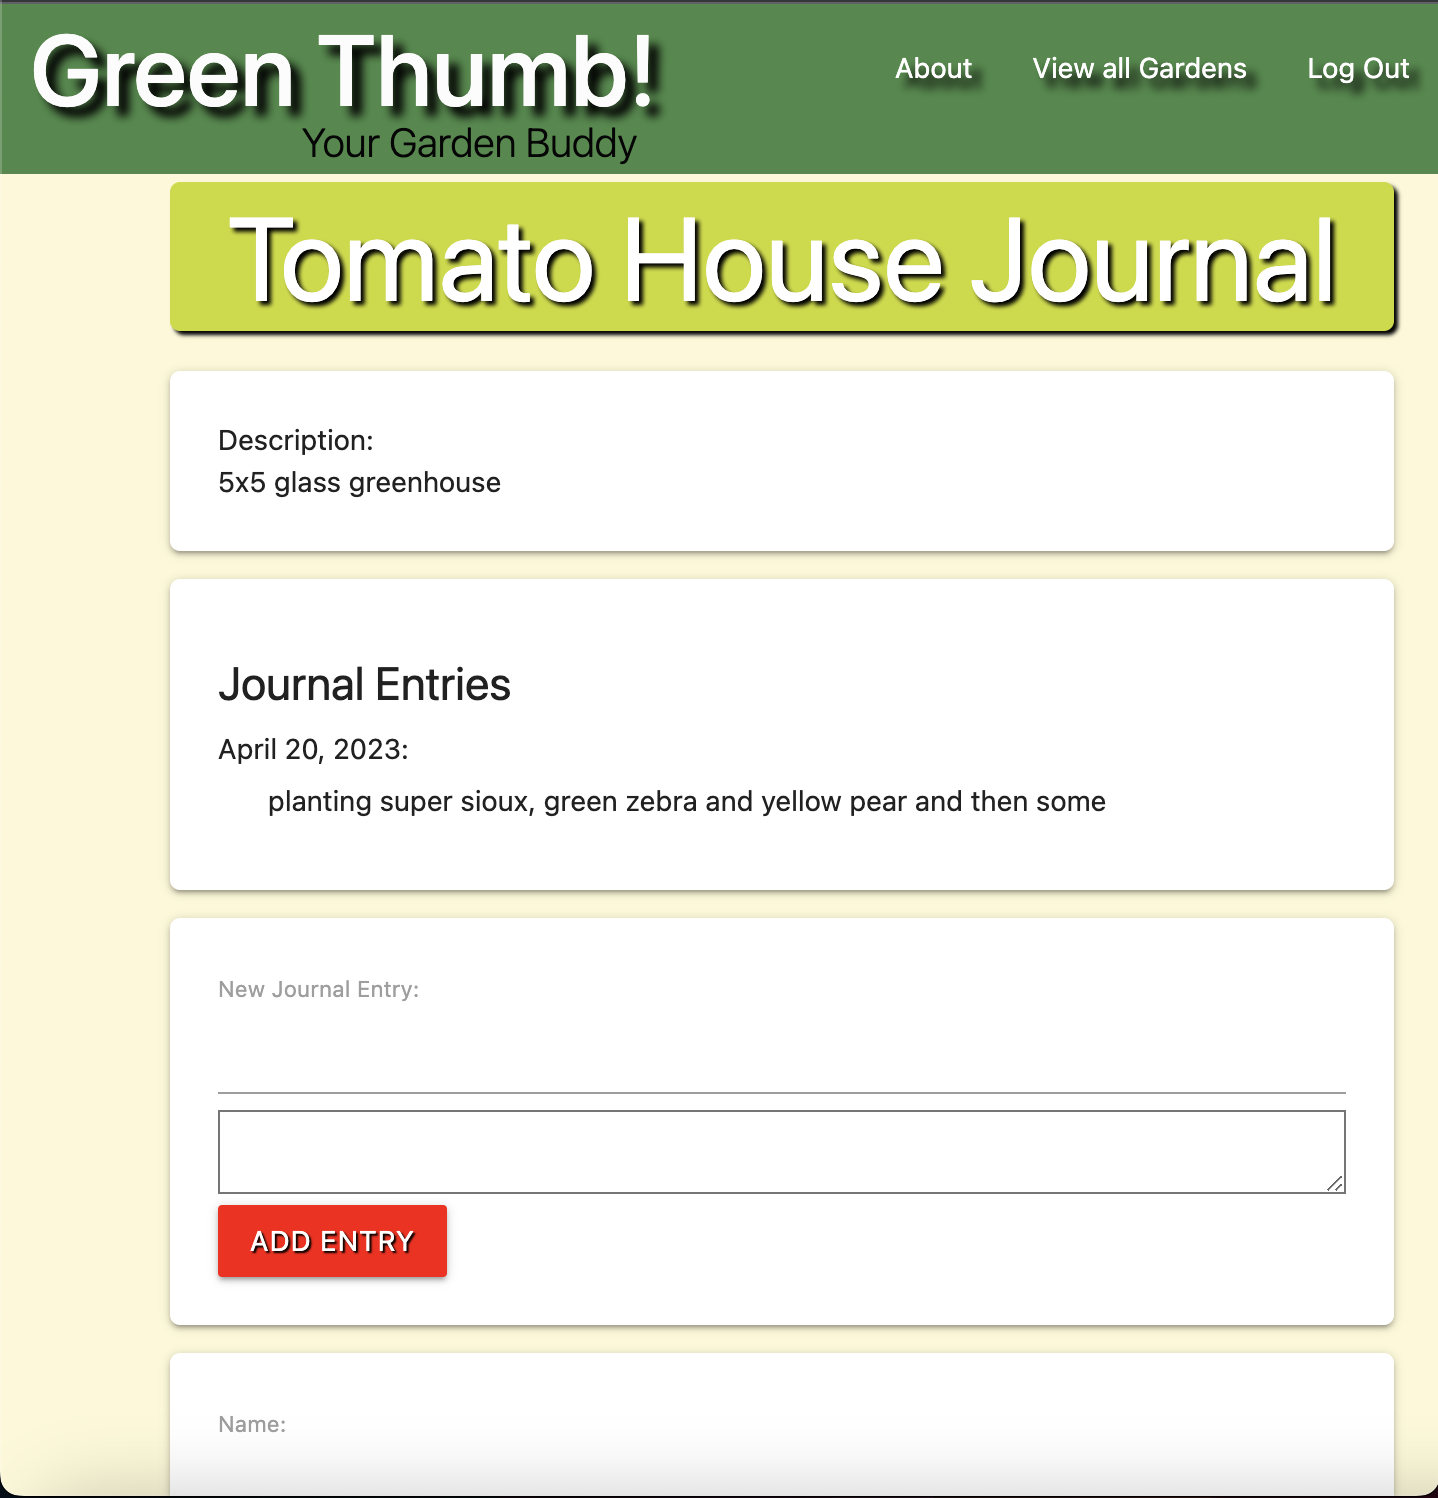 Green Thumb!
Your Garden Buddy
About
View all Gardens
Log Out
Tomato House Journal
Description:
5x5 glass greenhouse
Journal Entries
April 20, 2023:
planting super sioux, green zebra and yellow pear and then some
New Journal Entry:
ADD ENTRY
Name: